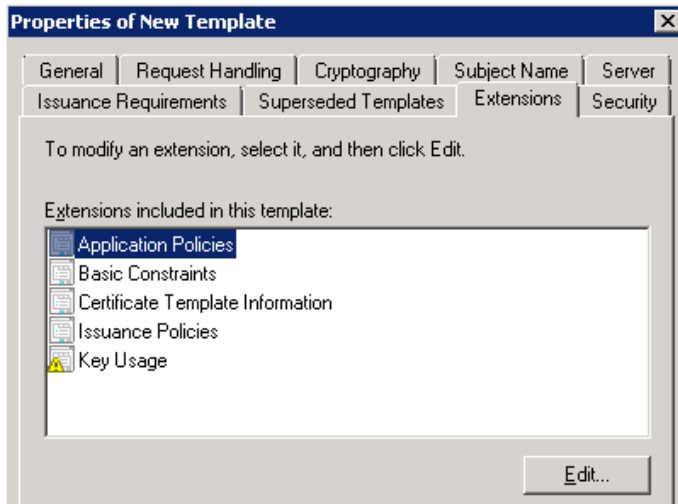 Properties of New Template
General Request Handling Cryptography Subject Name Server
Issuance Requirements Superseded Templates Extensions Security
To modify an extension, select it, and then click Edit.
Extensions included in this template:
Application Policies
Basic Constraints
Certificate Template Information
Issuance Policies
Key Usage
Edit...